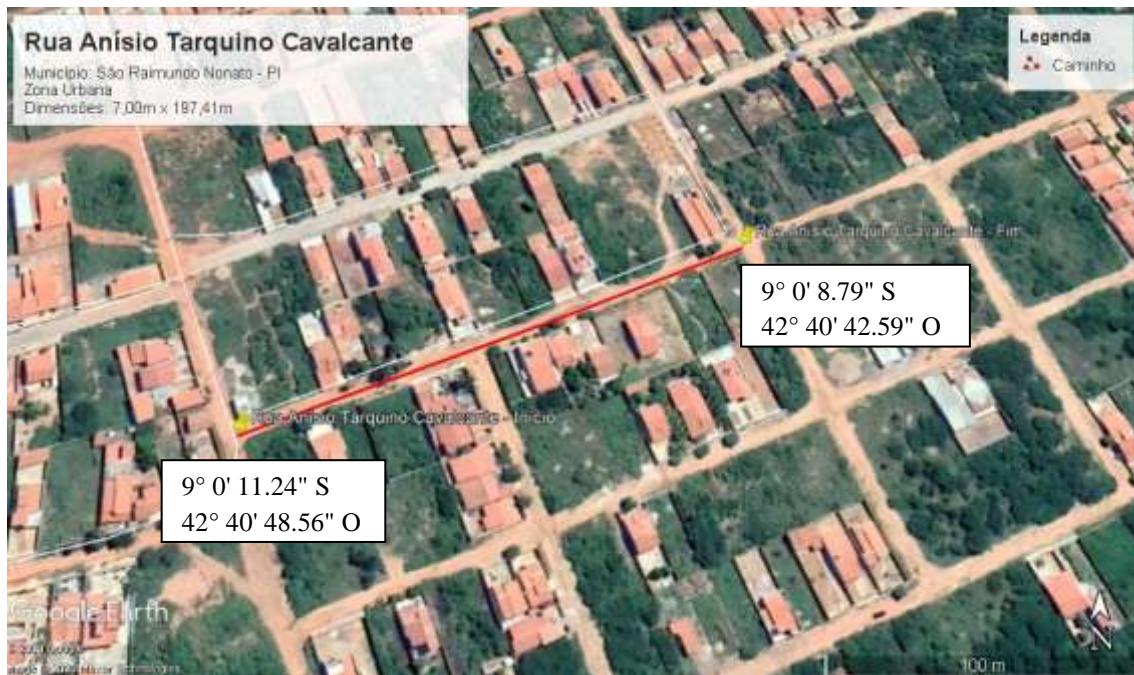 Rua Anísio Tarquino Cavalcante
Município: São Raimundo Nonato - PI
Zona Urbana
Dimensões: 7,00m x 197,41m
Legenda
Caminho
Rua Anísio Tarquino Cavalcante - Fim
9° 0' 8.79" S
42° 40' 42.59" O
Rua Anísio Tarquino Cavalcante - Início
9° 0' 11.24" S
42° 40' 48.56" O
Google Earth
N
100 m